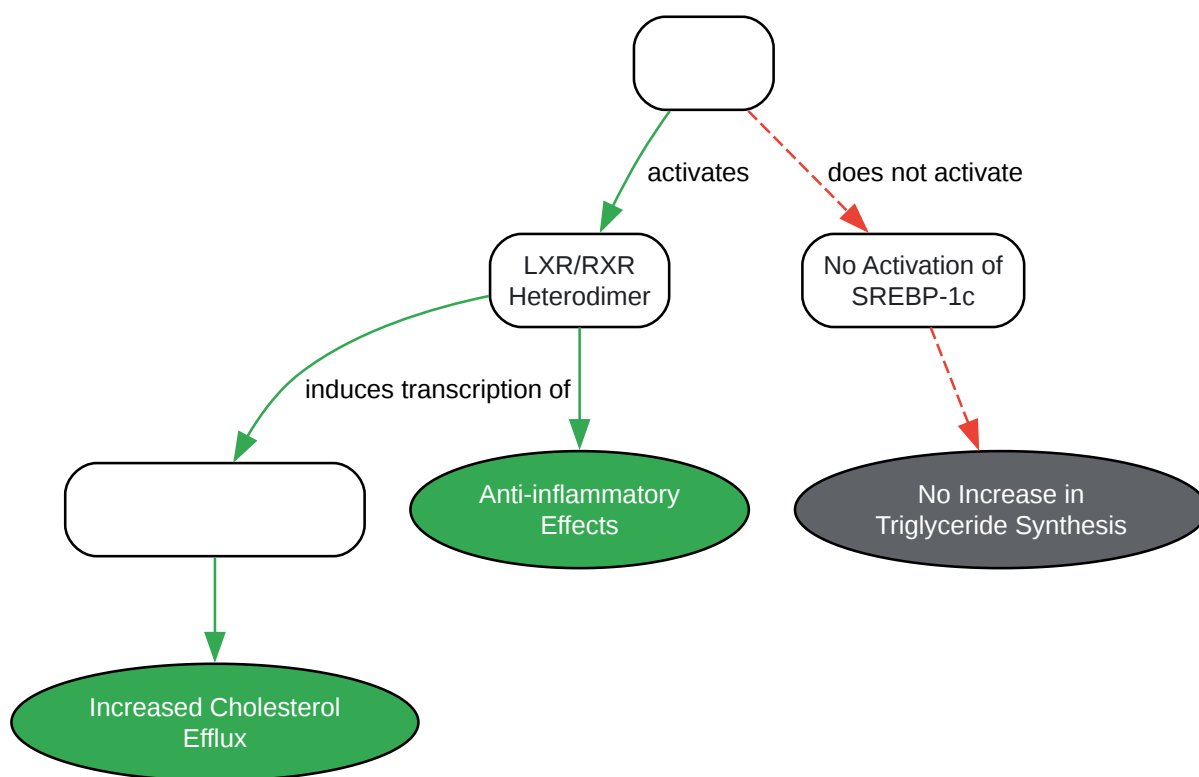 activates
does not activate
LXR/RXR
Heterodimer
No Activation of
SREBP-1c
induces transcription of
Anti-inflammatory
Effects
No Increase in
Triglyceride Synthesis
Increased Cholesterol
Efflux